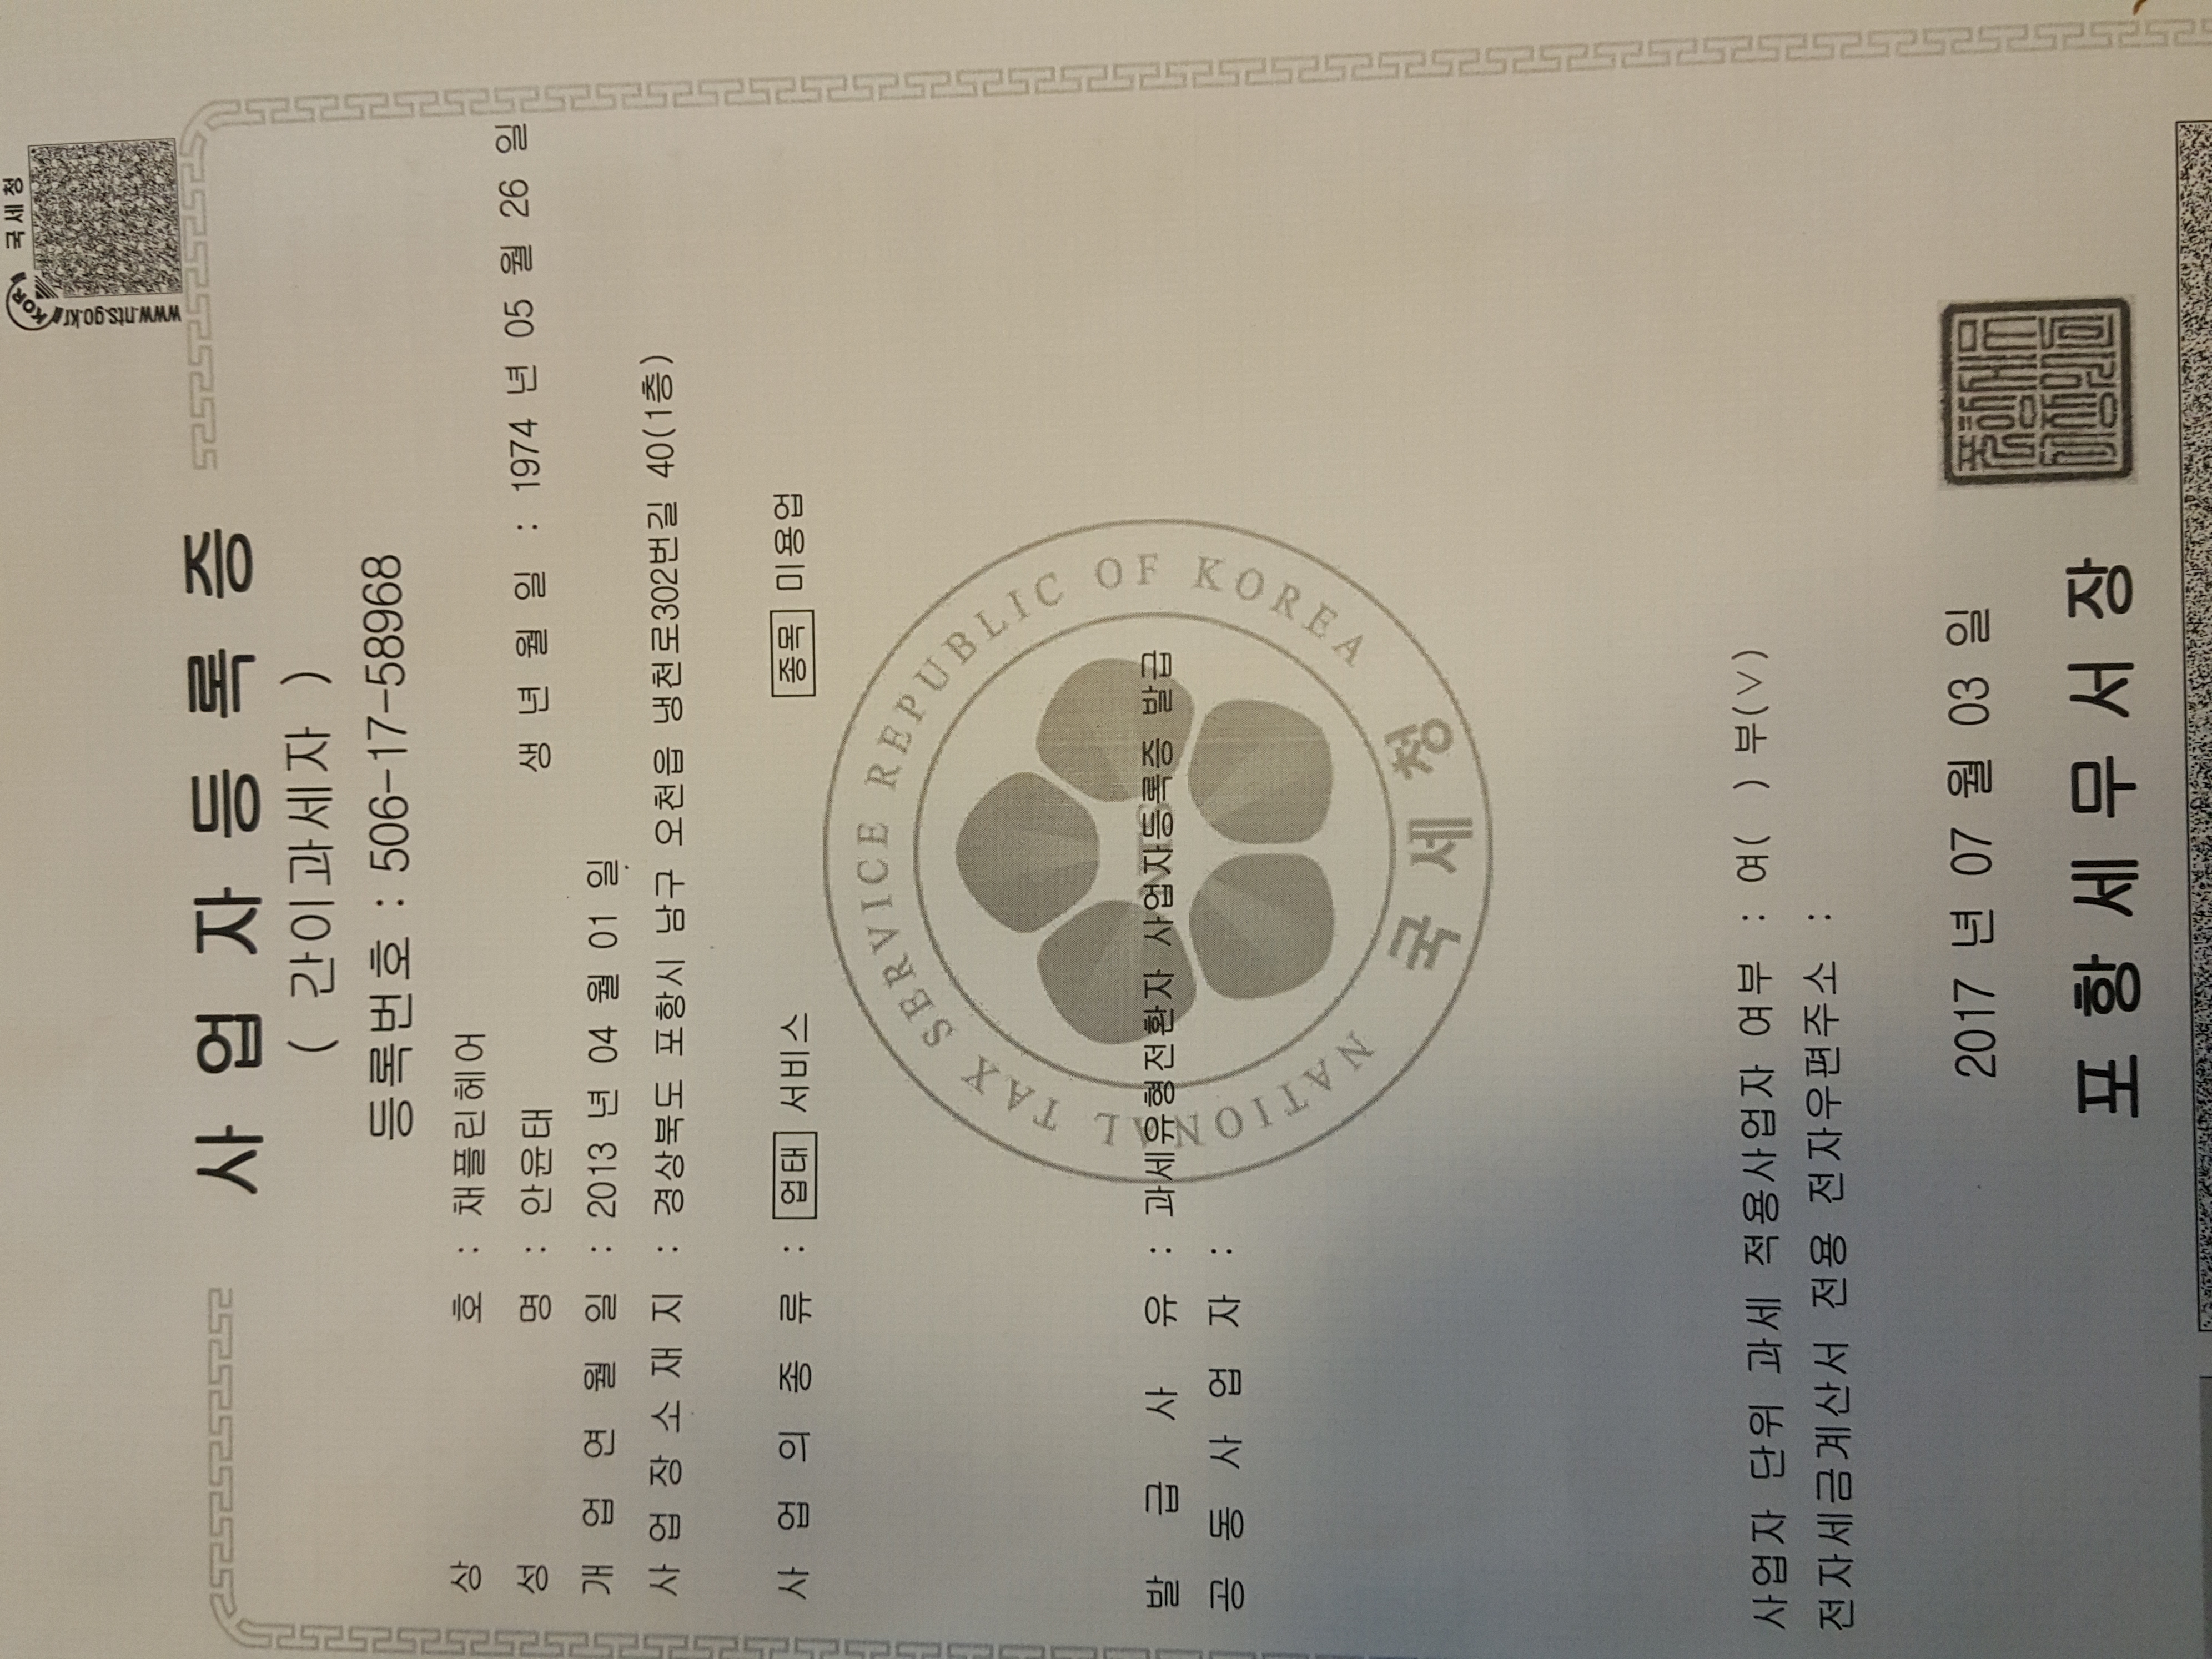 국세청
www.nts.go.kr
KOR
사 업 자 등 록 증
( 간이과세자 )
등록번호 : 506-17-58968
상 호 : 채플린헤어
성 명 : 안윤태 생 년 월 일 : 1974 년 05 월 26 일
개 업 연 월 일 : 2013 년 04 월 01 일
사 업 장 소 재 지 : 경상북도 포항시 남구 오천읍 냉천로302번길 40(1층)
사 업 의 종 류 : 업태 서비스 종목 미용업
NATIONAL TAX SERVICE REPUBLIC OF KOREA
NTS
국세청
발 급 사 유 : 과세유형전환자 사업자등록증 발급
공 동 사 업 자 :
사업자 단위 과세 적용사업자 여부 : 여( ) 부(∨)
전자세금계산서 전용 전자우편주소 :
2017 년 07 월 03 일
포 항 세 무 서 장